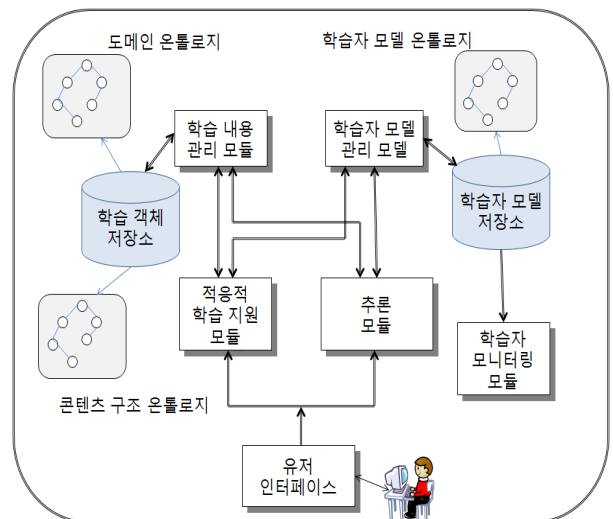 도메인 온톨로지
학습자 모델 온톨로지
학습 내용
관리 모듈
학습자 모델
관리 모델
학습 객체
저장소
학습자 모델
저장소
적응적
학습 지원
모듈
추론
모듈
학습자
모니터링
모듈
콘텐츠 구조 온톨로지
유저
인터페이스